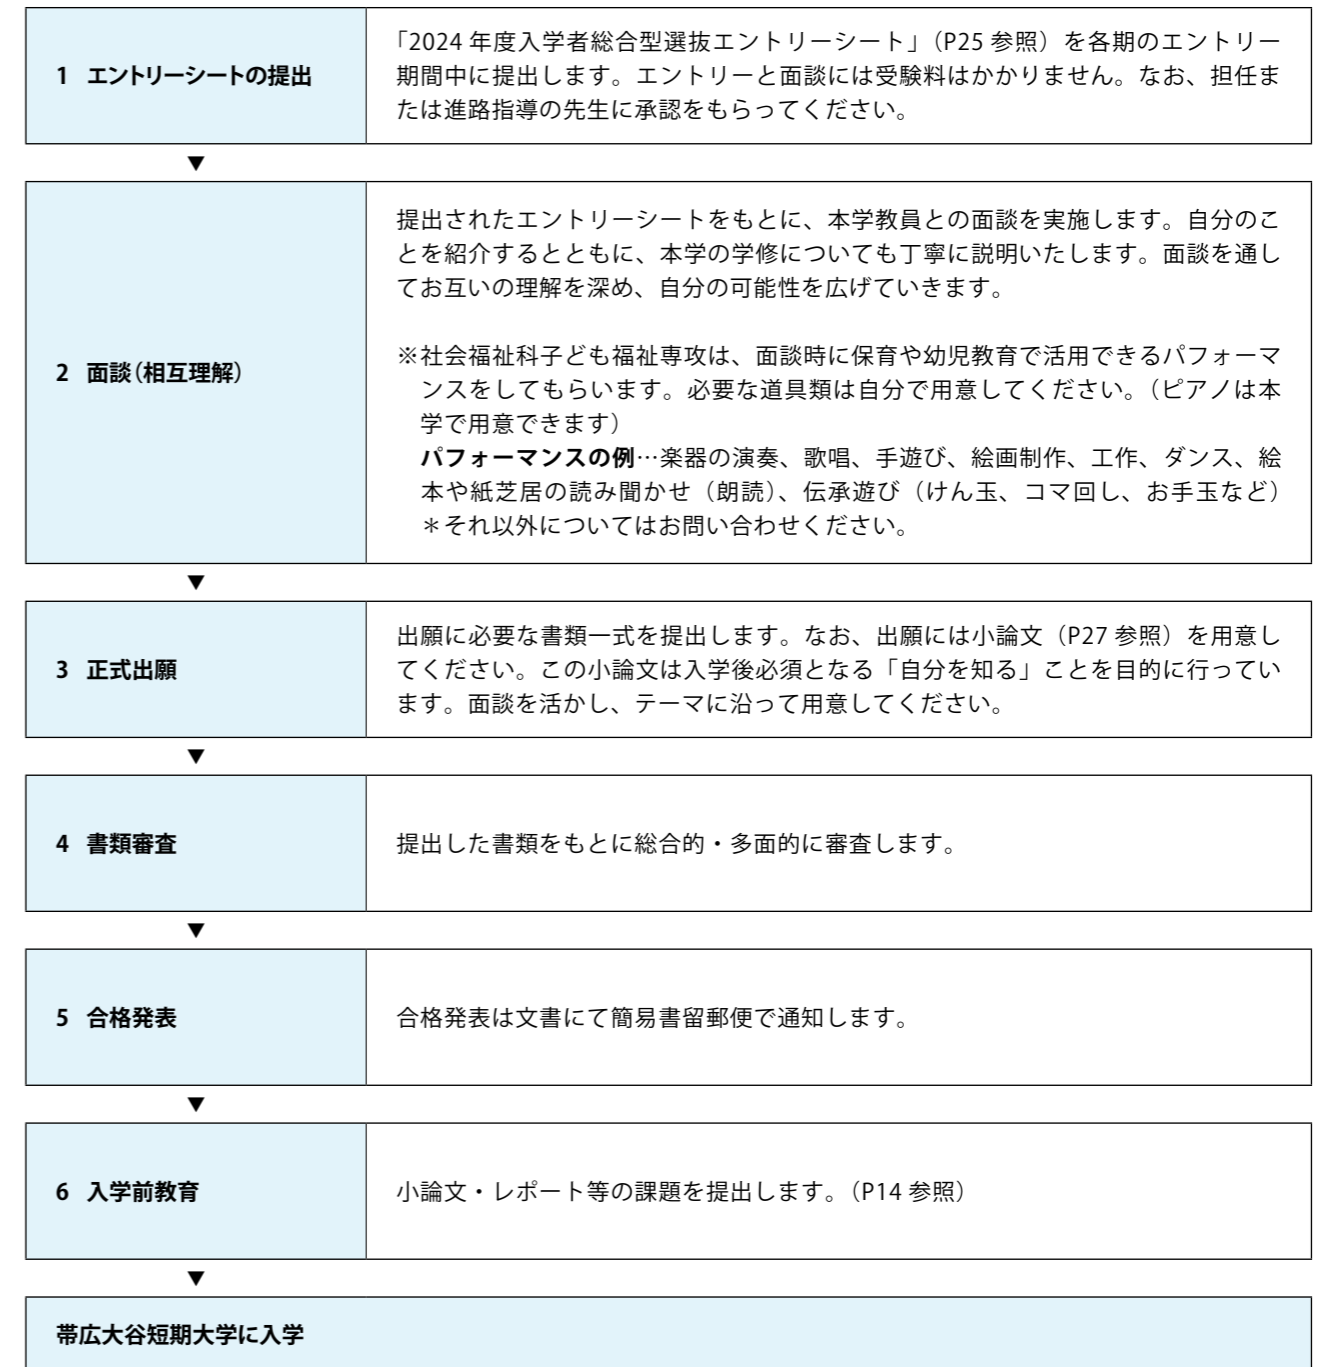 1 エントリーシートの提出
「2024 年度入学者総合型選抜エントリーシート」（P25 参照）を各期のエントリー
期間中に提出します。エントリーと面談には受験料はかかりません。なお、担任ま
たは進路指導の先生に承認をもらってください。
▼
2 面談（相互理解）
提出されたエントリーシートをもとに、本学教員との面談を実施します。自分のこ
とを紹介するとともに、本学の学修についても丁寧に説明いたします。面談を通し
てお互いの理解を深め、自分の可能性を広げていきます。
※社会福祉科子ども福祉専攻は、面談時に保育や幼児教育で活用できるパフォーマ
ンスをしてもらいます。必要な道具類は自分で用意してください。（ピアノは本
学で用意できます）
パフォーマンスの例…楽器の演奏、歌唱、手遊び、絵画制作、工作、ダンス、絵
本や紙芝居の読み聞かせ（朗読）、伝承遊び（けん玉、コマ回し、お手玉など）
＊それ以外についてはお問い合わせください。
▼
3 正式出願
出願に必要な書類一式を提出します。なお、出願には小論文（P27 参照）を用意し
てください。この小論文は入学後必須となる「自分を知る」ことを目的に行ってい
ます。面談を活かし、テーマに沿って用意してください。
▼
4 書類審査
提出した書類をもとに総合的・多面的に審査します。
▼
5 合格発表
合格発表は文書にて簡易書留郵便で通知します。
▼
6 入学前教育
小論文・レポート等の課題を提出します。（P14 参照）
▼
帯広大谷短期大学に入学